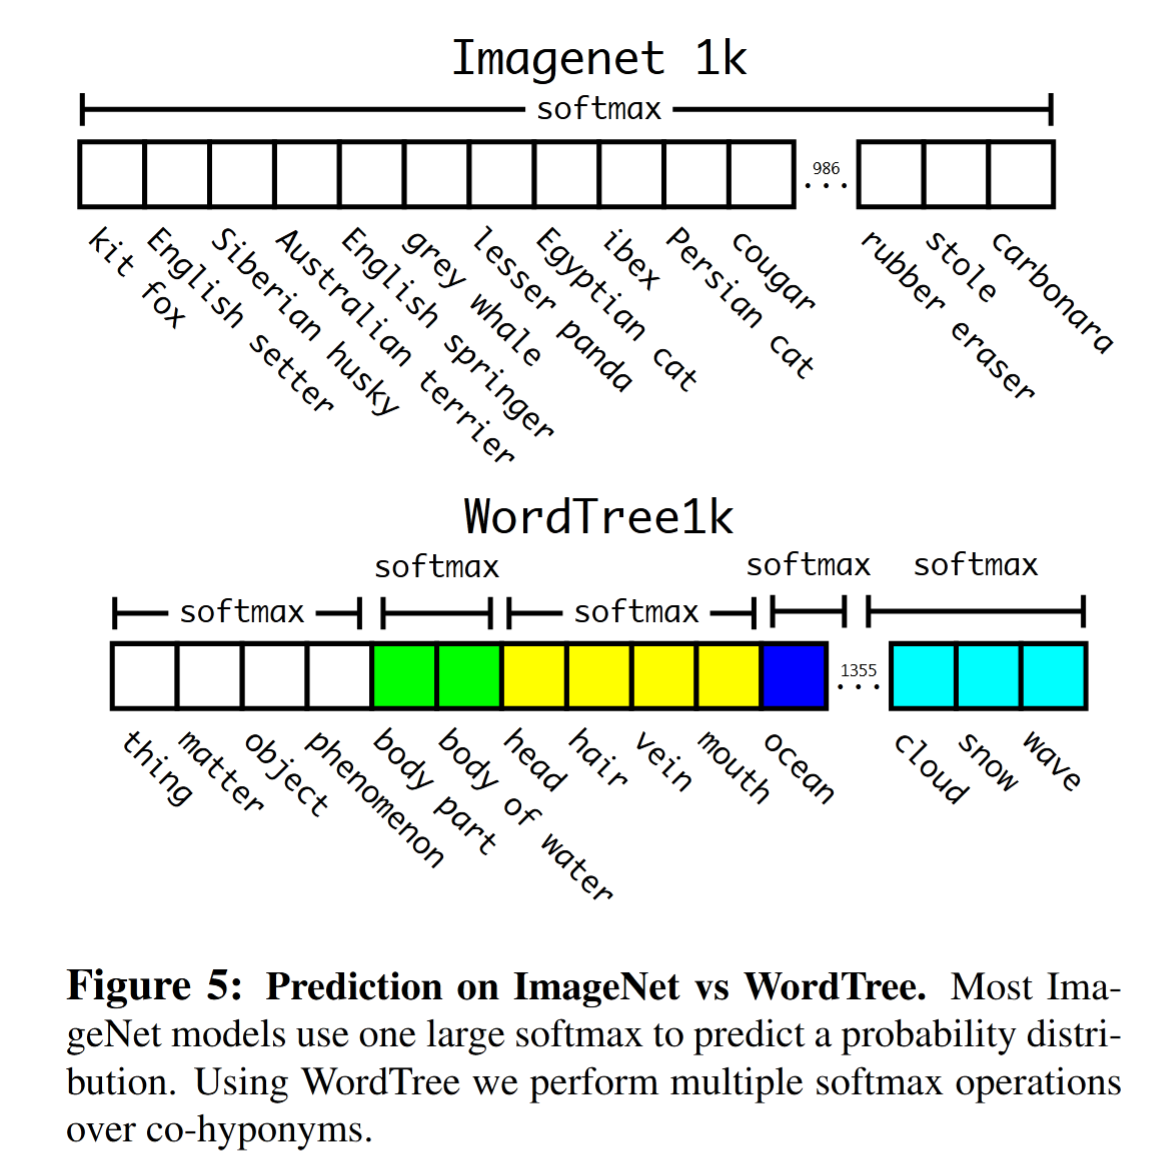 Imagenet 1k
softmax
986
...
kit fox
English setter
Siberian husky
Australian terrier
English springer
grey whale
lesser panda
Egyptian cat
ibex
Persian cat
cougar
rubber eraser
stole
carbonara
WordTree1k
softmax
softmax
softmax
softmax
softmax
1355
...
thing
matter
object
phenomenon
body part
body of water
head
hair
vein
mouth
ocean
cloud
snow
wave
Figure 5: Prediction on ImageNet vs WordTree. Most Ima-
geNet models use one large softmax to predict a probability distri-
bution. Using WordTree we perform multiple softmax operations
over co-hyponyms.